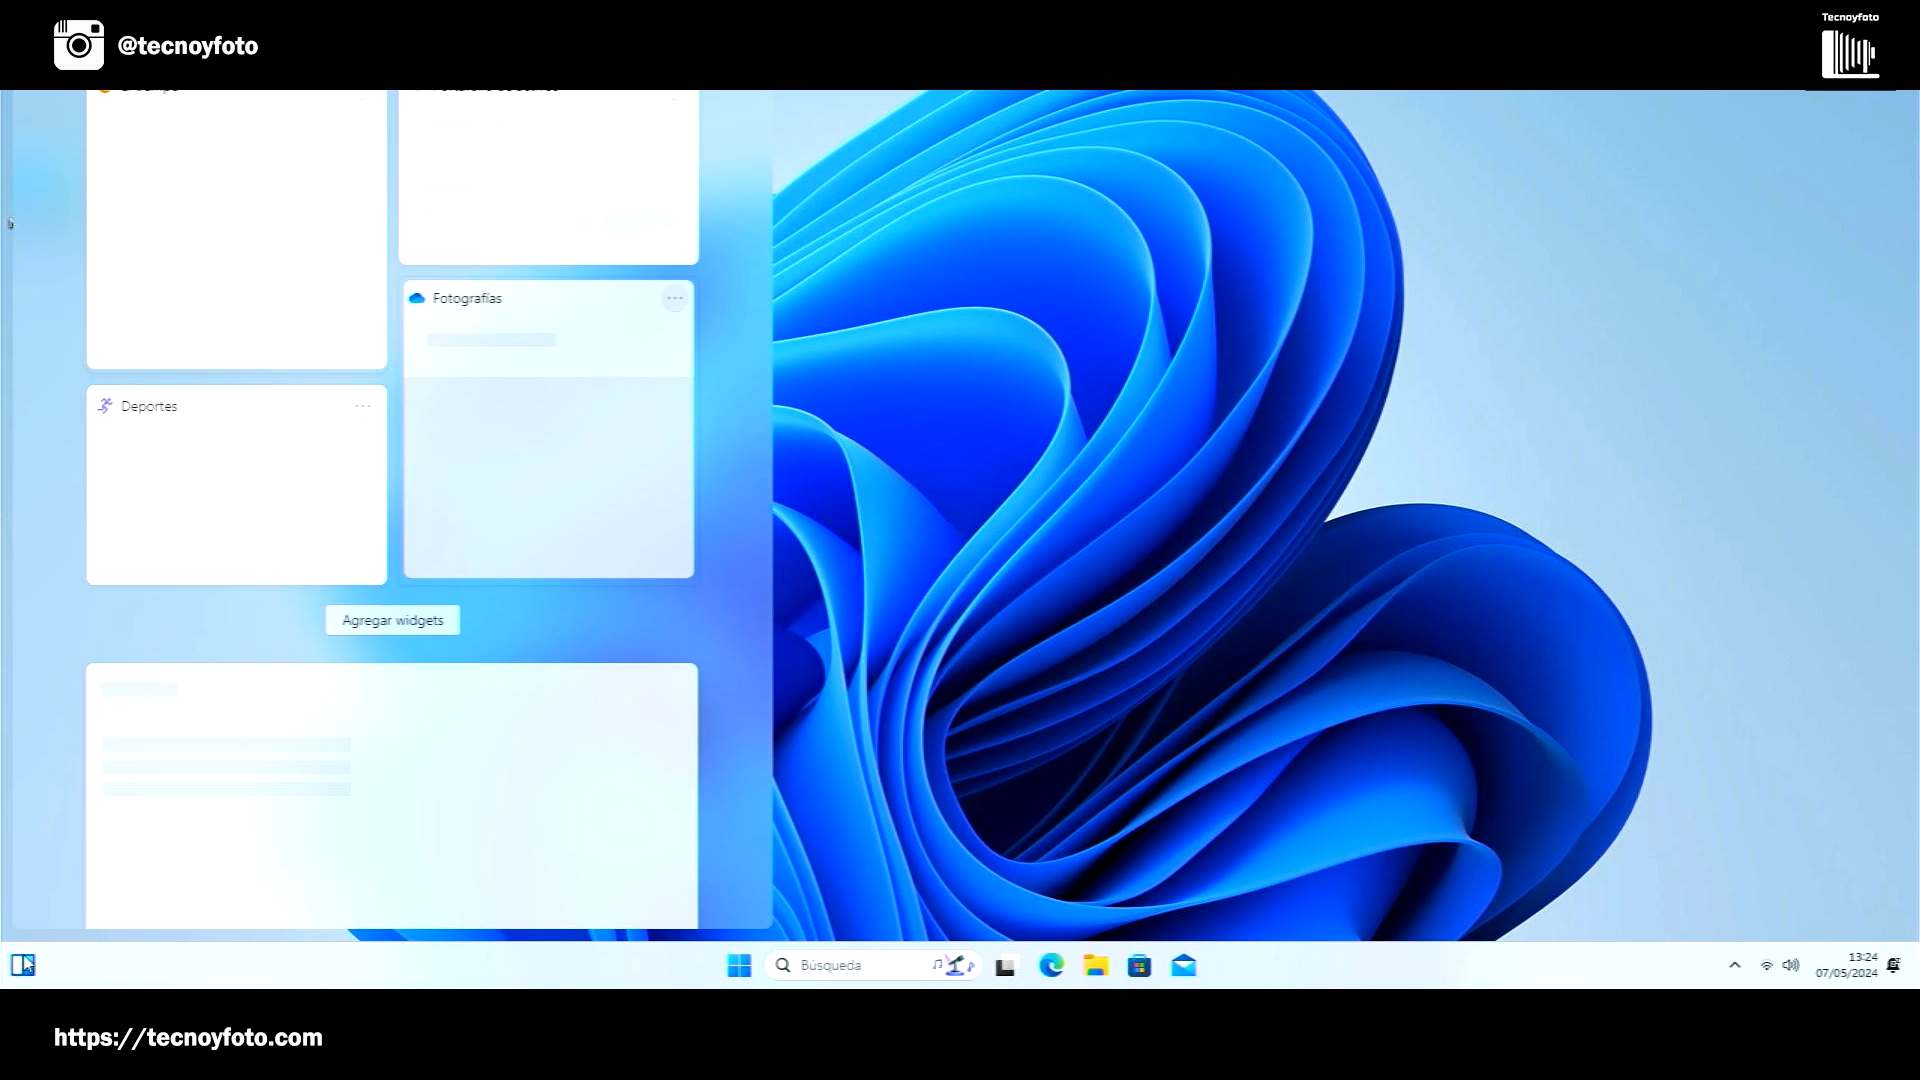 @tecnoyfoto
Tecnoyfoto
Fotografías
Deportes
Agregar widgets
Búsqueda
13:24
07/05/2024
https://tecnoyfoto.com